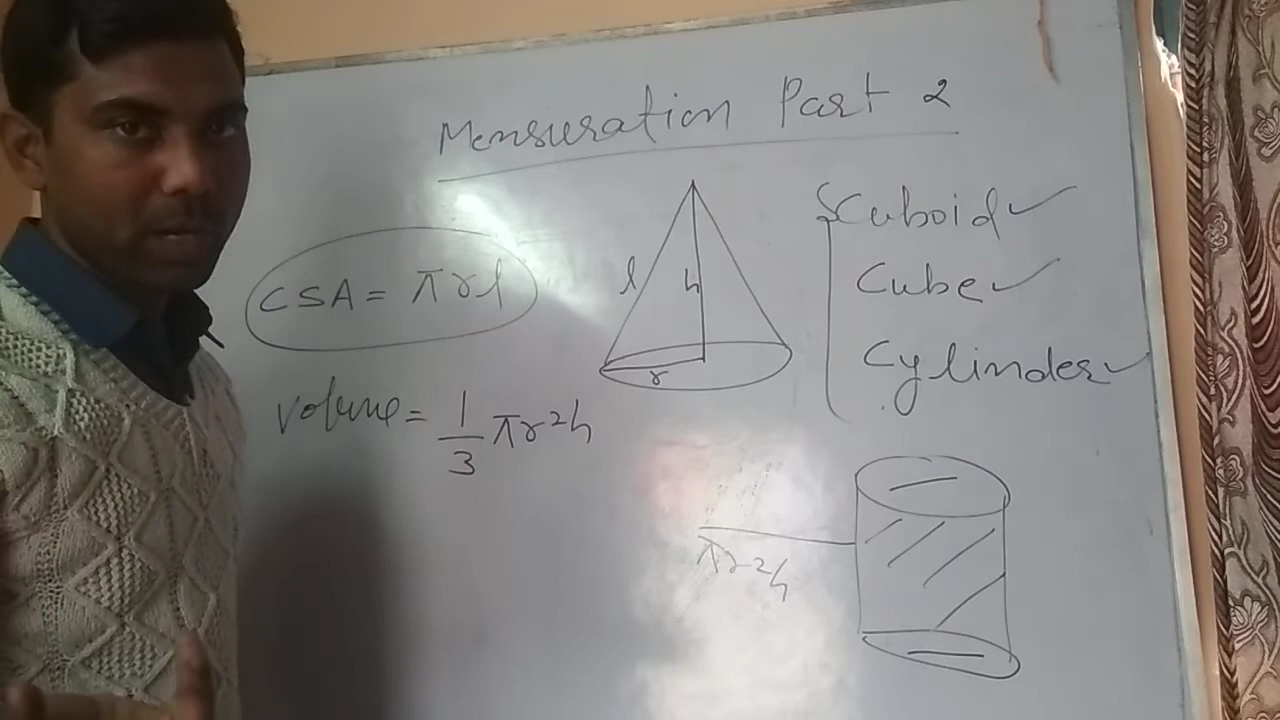 Mensuration Part 2
Cuboid ✓
Cube ✓
Cylinder ✓
CSA = πrl
l
h
r
Volume = 1/3 πr²h
πr²h